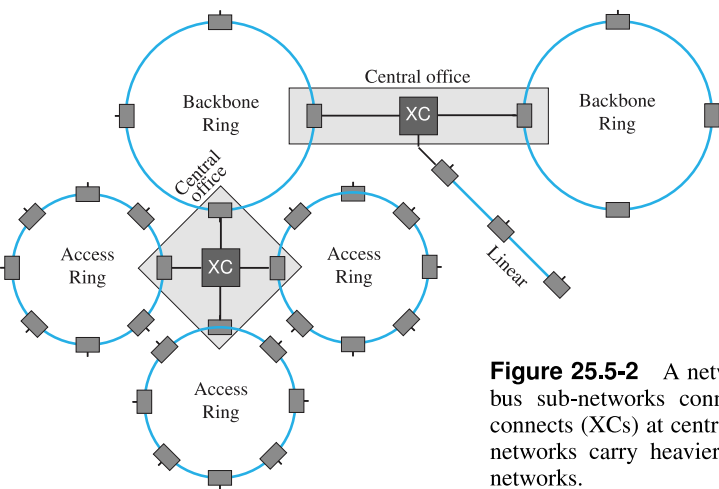 Central office
Backbone
Ring
XC
Backbone
Ring
Central
office
Linear
Access
Ring
XC
Access
Ring
Access
Ring
Figure 25.5-2 A netw
bus sub-networks conn
connects (XCs) at centr
networks carry heavier
networks.